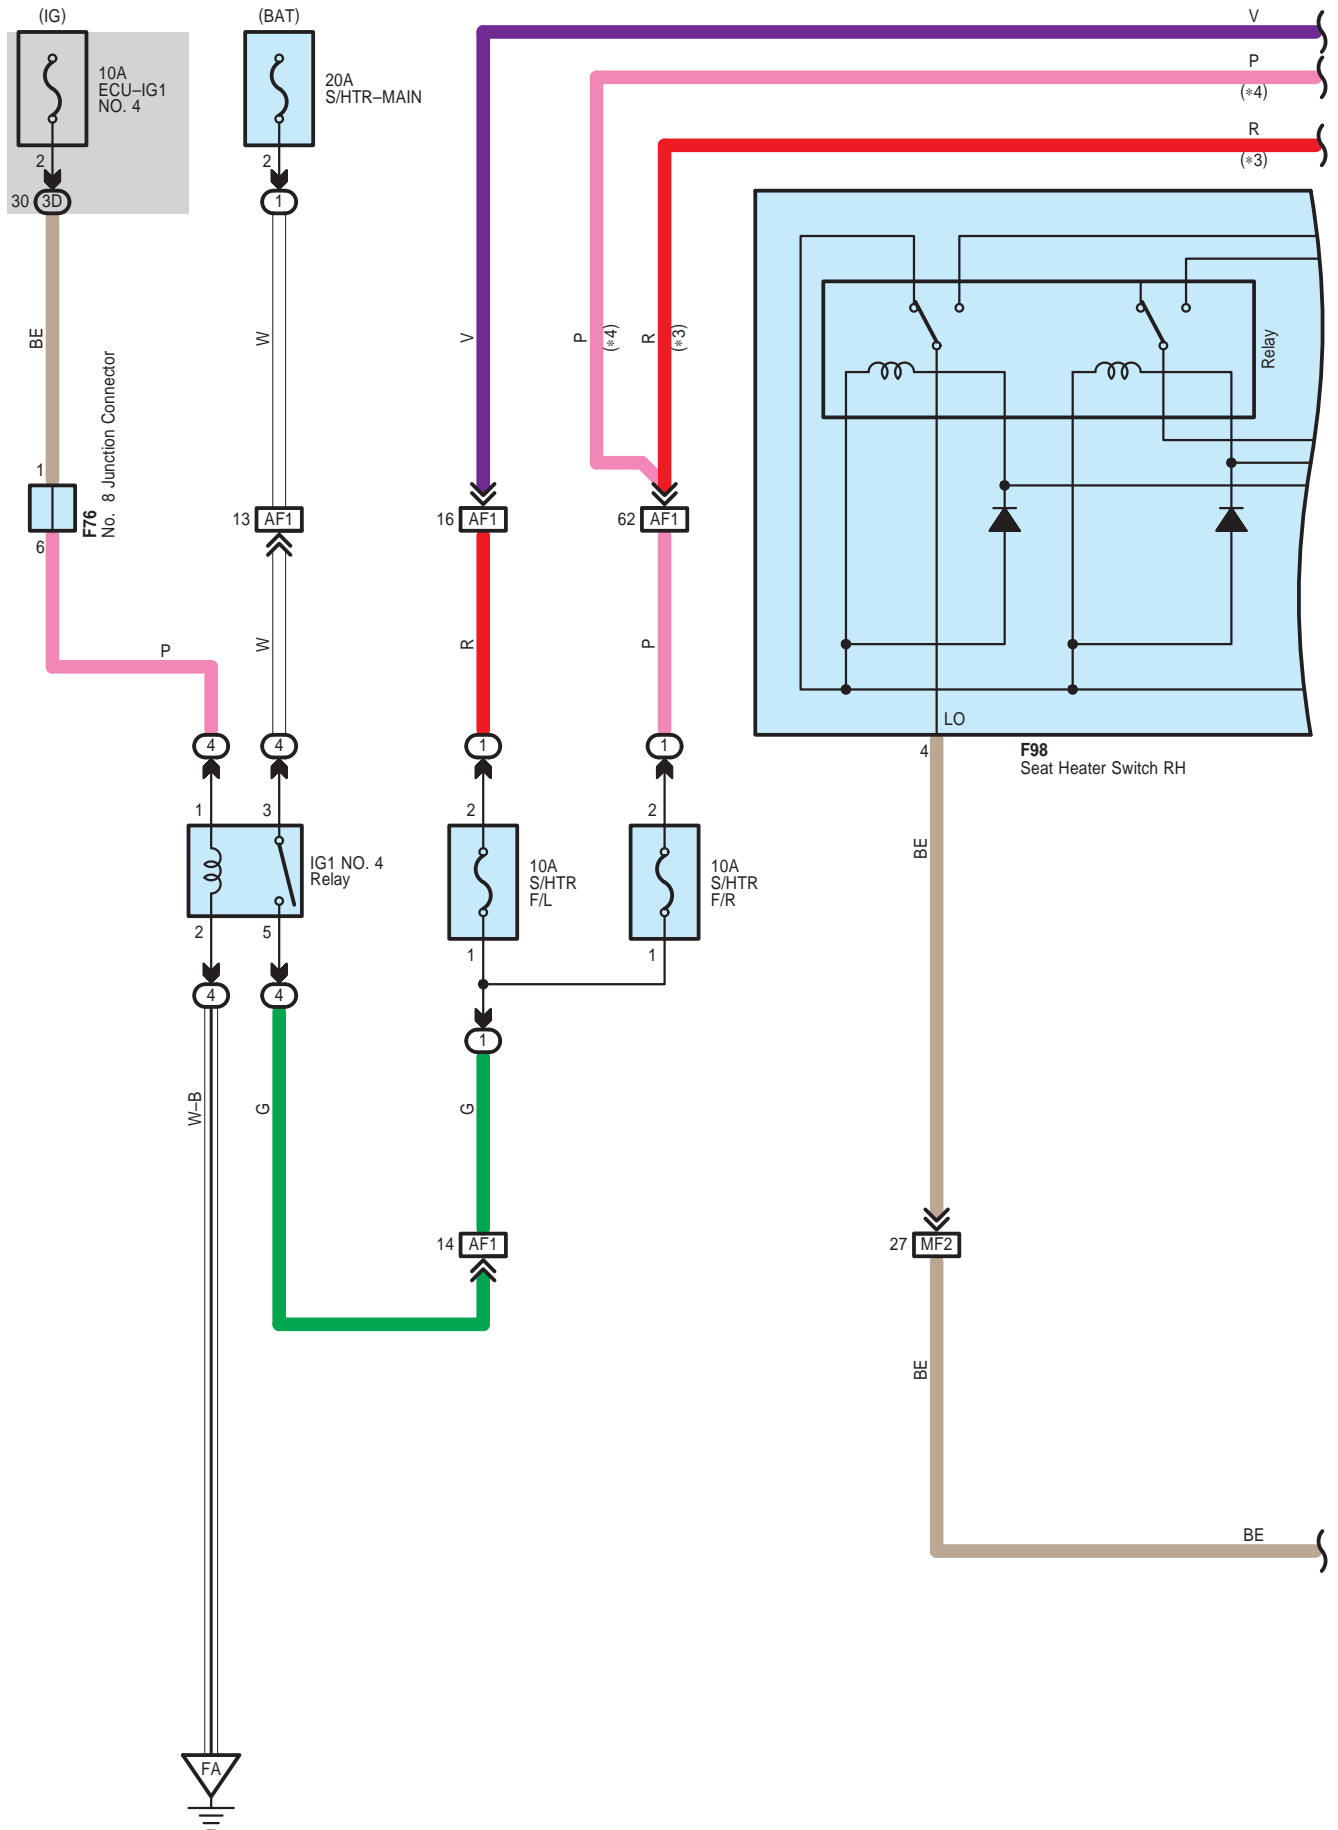 (IG)
(BAT)
V
P
(*4)
R
(*3)
10A
ECU–IG1
NO. 4
20A
S/HTR–MAIN
2
2
30 3D
1
BE
W
V
P
(*4)
R
(*3)
Relay
1
F76
No. 8 Junction Connector
6
13 AF1
16 AF1
62 AF1
P
W
R
P
LO
4
4
1
1
4
F98
Seat Heater Switch RH
1
3
2
2
IG1 NO. 4
Relay
10A
S/HTR
F/L
10A
S/HTR
F/R
BE
2
5
1
1
4
4
1
W–B
G
G
14 AF1
27 MF2
BE
BE
FA